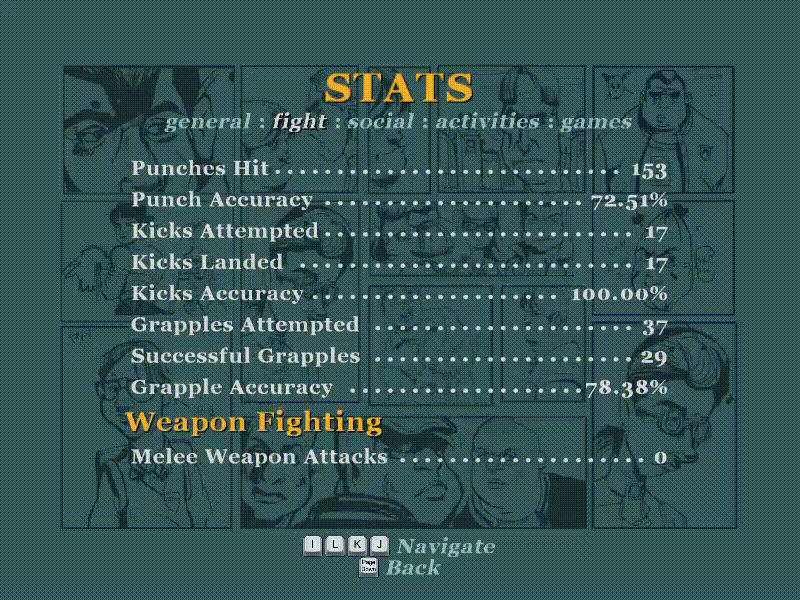 STATS
general : fight : social : activities : games
Punches Hit ............................ 153
Punch Accuracy ..................... 72.51%
Kicks Attempted ......................... 17
Kicks Landed ........................... 17
Kicks Accuracy .................... 100.00%
Grapples Attempted ..................... 37
Successful Grapples ..................... 29
Grapple Accuracy ................... 78.38%
Weapon Fighting
Melee Weapon Attacks .................... 0
I L K J Navigate
Page Down Back